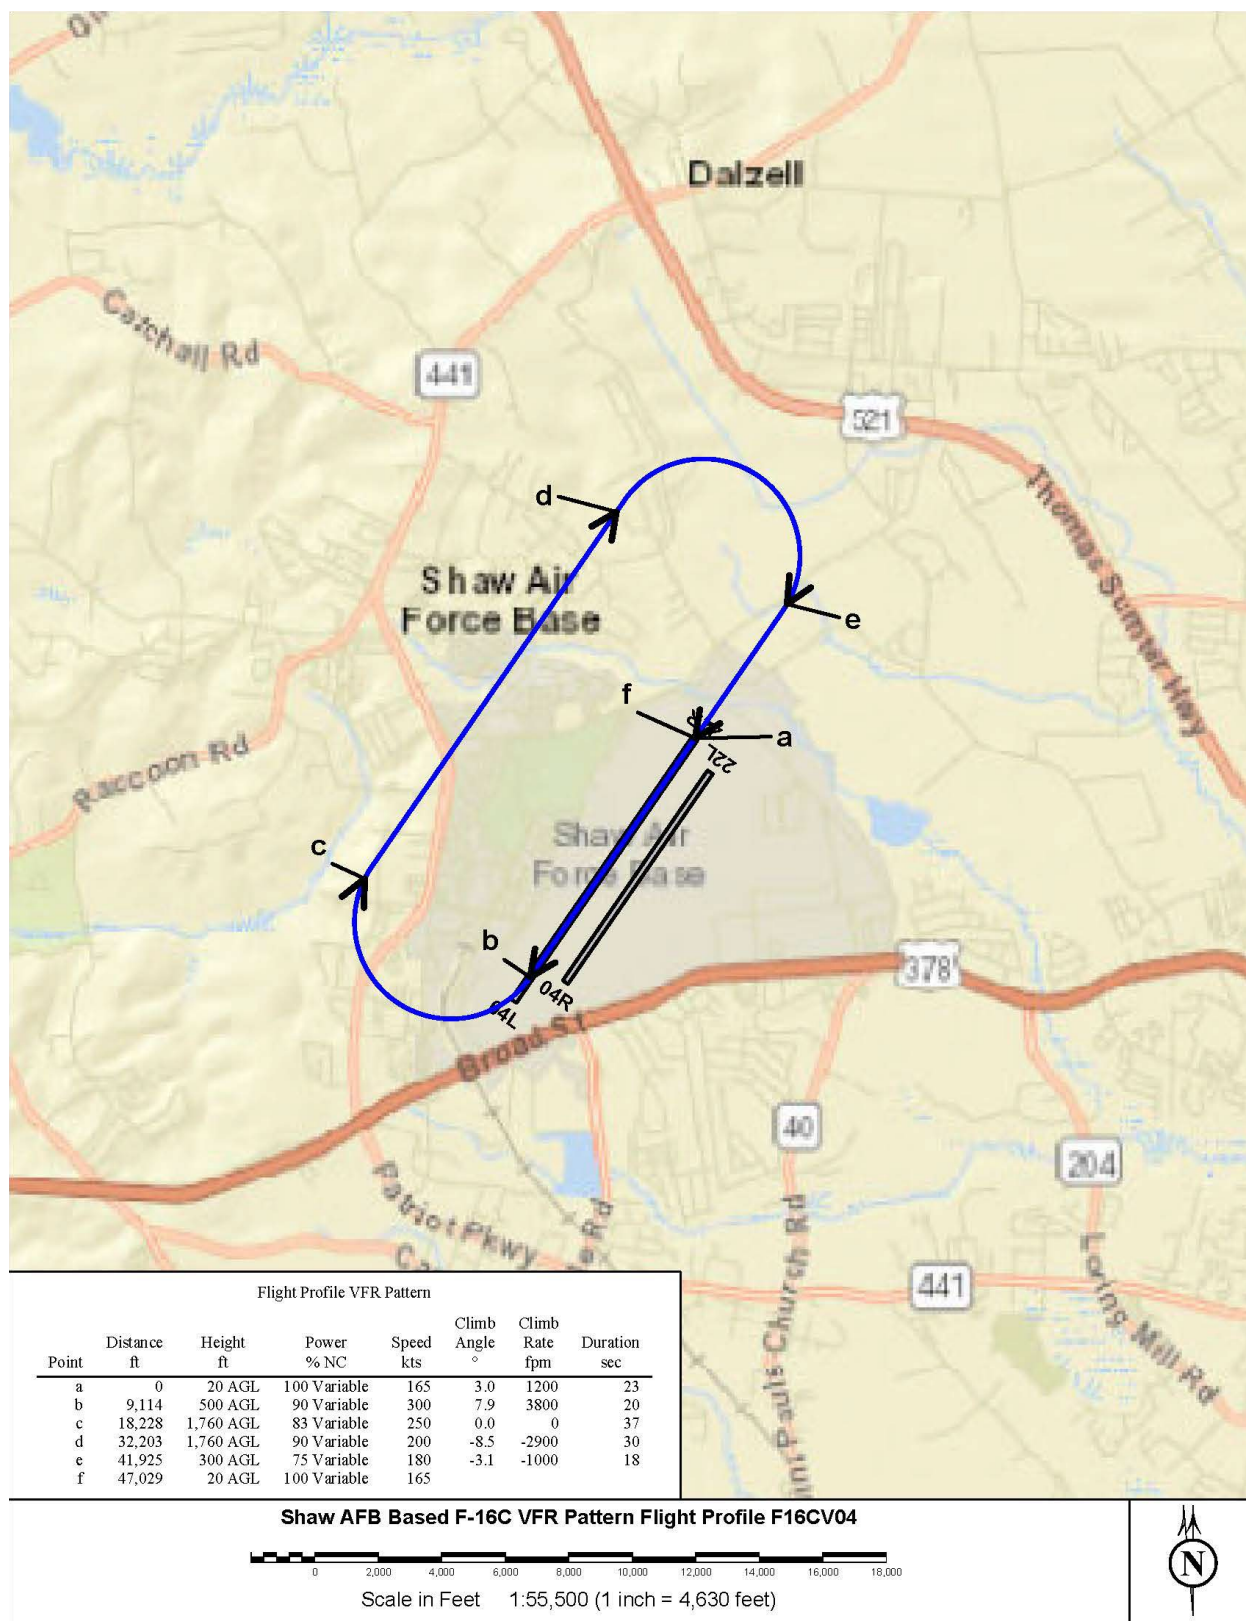 Dalzell
Catchall Rd
441
521
Thomas Sumter Hwy
d
Shaw Air
Force Base
e
f
a
22L
Raccoon Rd
c
Shaw Air
Force Base
b
04R
04L
378
Broad St
40
204
Patriot Pkwy
e Rd
441
Pauls Church Rd
Loring Mill Rd
Flight Profile VFR Pattern
Climb Climb
Distance Height Power Speed Angle Rate Duration
Point ft ft % NC kts ° fpm sec
a 0 20 AGL 100 Variable 165 3.0 1200 23
b 9,114 500 AGL 90 Variable 300 7.9 3800 20
c 18,228 1,760 AGL 83 Variable 250 0.0 0 37
d 32,203 1,760 AGL 90 Variable 200 -8.5 -2900 30
e 41,925 300 AGL 75 Variable 180 -3.1 -1000 18
f 47,029 20 AGL 100 Variable 165
Shaw AFB Based F-16C VFR Pattern Flight Profile F16CV04
0 2,000 4,000 6,000 8,000 10,000 12,000 14,000 16,000 18,000
Scale in Feet 1:55,500 (1 inch = 4,630 feet)
N